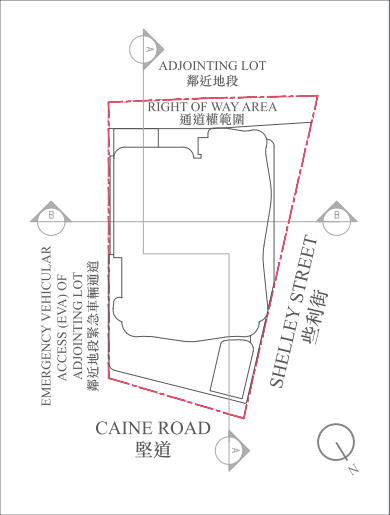 A
ADJOINTING LOT
鄰近地段
RIGHT OF WAY AREA
通道權範圍
B
B
EMERGENCY VEHICULAR
ACCESS (EVA) OF
ADJOINTING LOT
鄰近地段緊急車輛通道
SHELLEY STREET
些利街
CAINE ROAD
堅道
A
N